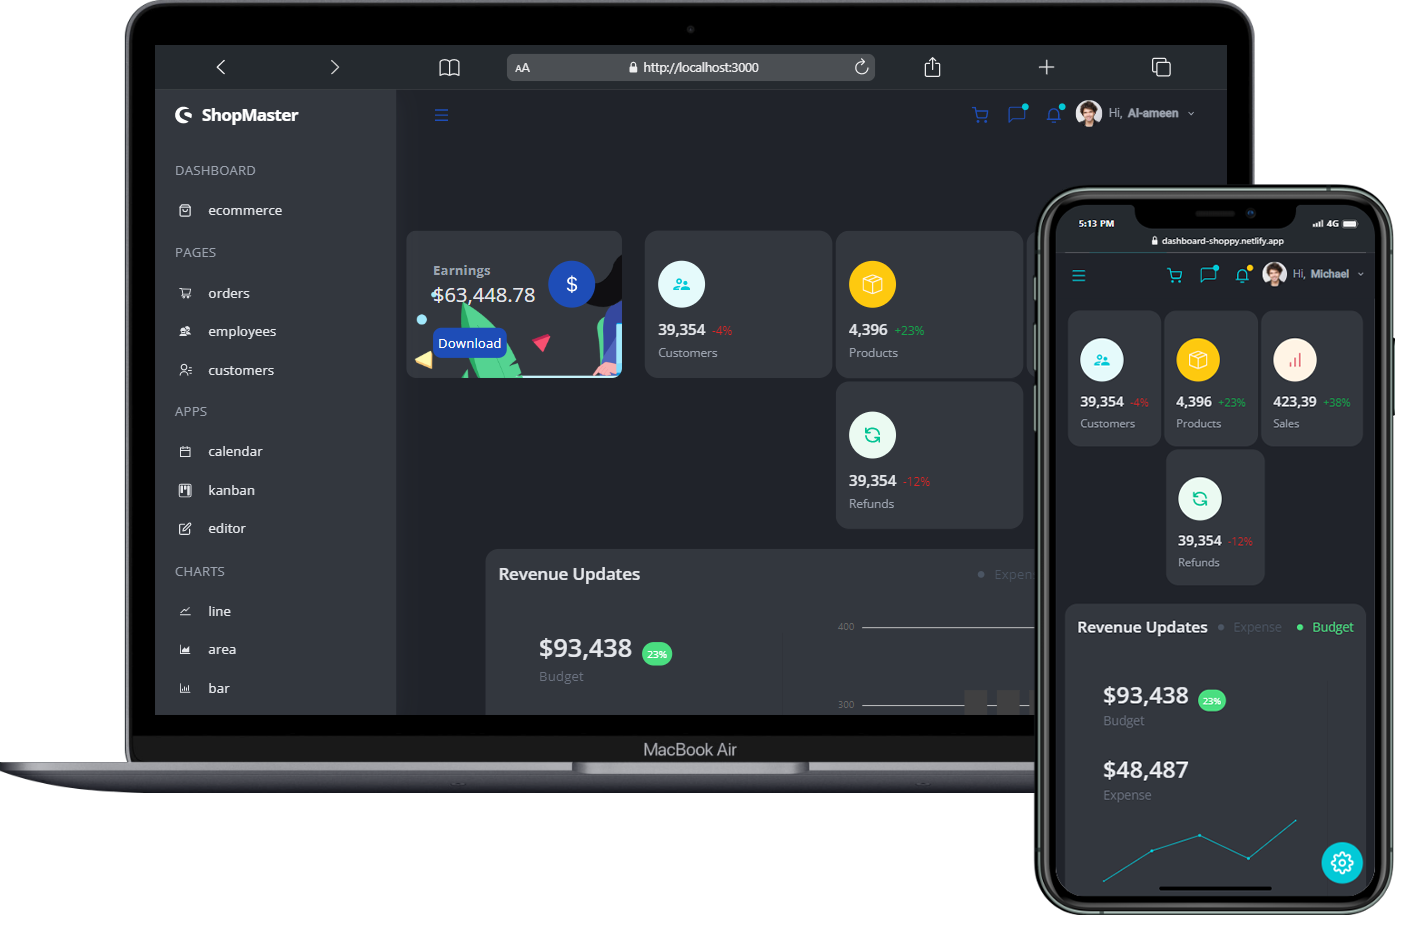 AA http://localhost:3000
ShopMaster
Hi, Al-ameen
DASHBOARD
ecommerce
PAGES
orders
employees
customers
APPS
calendar
kanban
editor
CHARTS
line
area
bar
Earnings
$63,448.78
$
Download
39,354 -4%
Customers
4,396 +23%
Products
39,354 -12%
Refunds
Revenue Updates
Expen
$93,438 23%
Budget
400
300
MacBook Air
5:13 PM
4G
dashboard-shoppy.netlify.app
Hi, Michael
39,354 -4%
Customers
4,396 +23%
Products
423,39 +38%
Sales
39,354 -12%
Refunds
Revenue Updates
Expense
Budget
$93,438 23%
Budget
$48,487
Expense